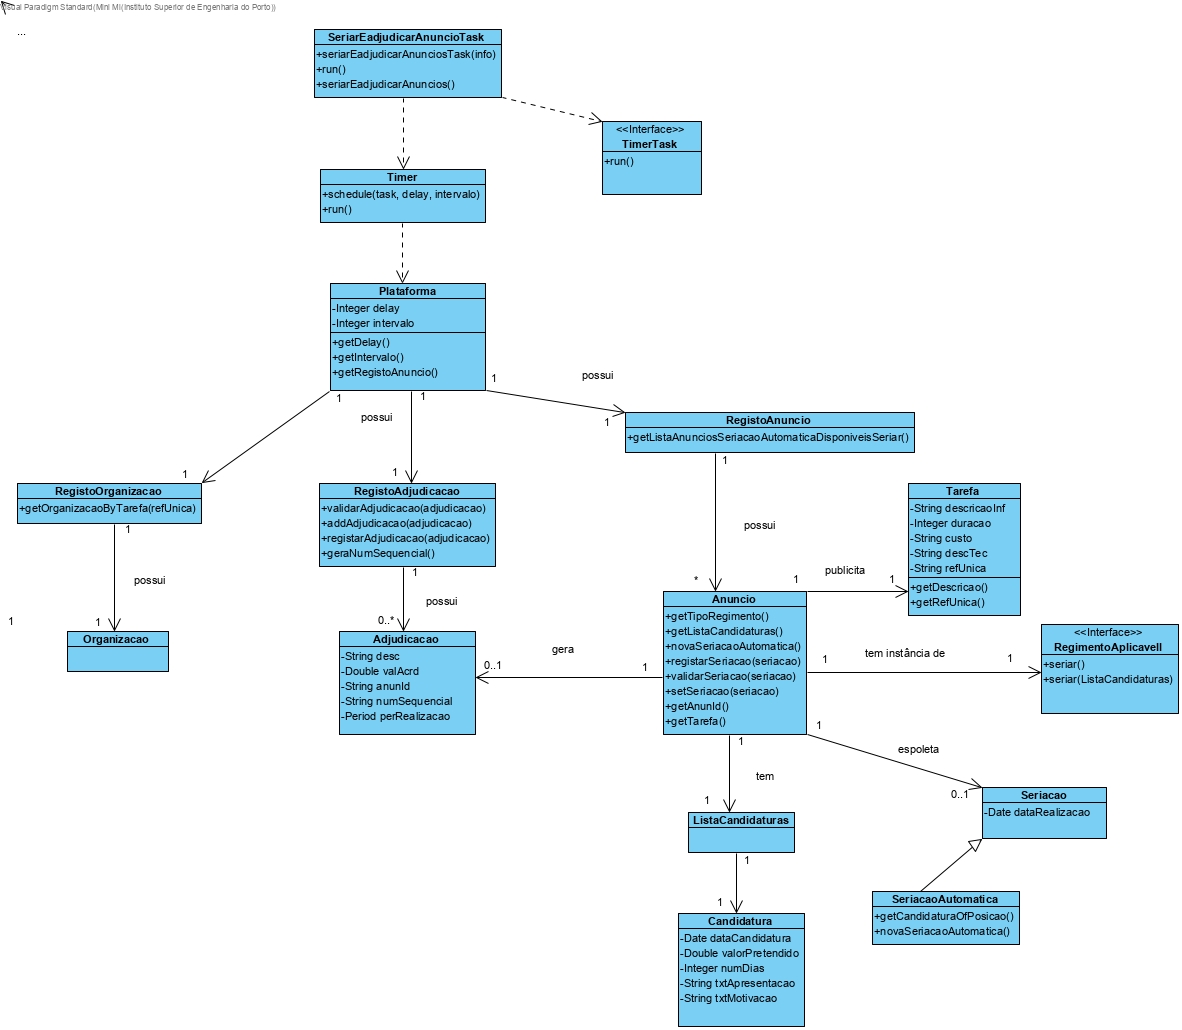 Visual Paradigm Standard(Mini Mi(Instituto Superior de Engenharia do Porto))
...
SeriarEadjudicarAnuncioTask
+seriarEadjudicarAnunciosTask(info)
+run()
+seriarEadjudicarAnuncios()
<<Interface>>
TimerTask
+run()
Timer
+schedule(task, delay, intervalo)
+run()
Plataforma
-Integer delay
-Integer intervalo
+getDelay()
+getIntervalo()
+getRegistoAnuncio()
1
possui
1
1
possui
1
1
RegistoAnuncio
+getListaAnunciosSeriacaoAutomaticaDisponiveisSeriar()
1
1
1
RegistoOrganizacao
+getOrganizacaoByTarefa(refUnica)
1
RegistoAdjudicacao
+validarAdjudicacao(adjudicacao)
+addAdjudicacao(adjudicacao)
+registarAdjudicacao(adjudicacao)
+geraNumSequencial()
1
Tarefa
-String descricaoInf
-Integer duracao
-String custo
-String descTec
-String refUnica
+getDescricao()
+getRefUnica()
possui
possui
possui
publicita
1
1
*
1
1
0..*
Organizacao
Adjudicacao
-String desc
-Double valAcrd
-String anunId
-String numSequencial
-Period perRealizacao
0..1
gera
1
Anuncio
+getTipoRegimento()
+getListaCandidaturas()
+novaSeriacaoAutomatica()
+registarSeriacao(seriacao)
+validarSeriacao(seriacao)
+setSeriacao(seriacao)
+getAnunId()
+getTarefa()
1
tem instância de
1
<<Interface>>
RegimentoAplicavell
+seriar()
+seriar(ListaCandidaturas)
1
1
espoleta
0..1
tem
1
Seriacao
-Date dataRealizacao
ListaCandidaturas
1
1
SeriacaoAutomatica
+getCandidaturaOfPosicao()
+novaSeriacaoAutomatica()
Candidatura
-Date dataCandidatura
-Double valorPretendido
-Integer numDias
-String txtApresentacao
-String txtMotivacao